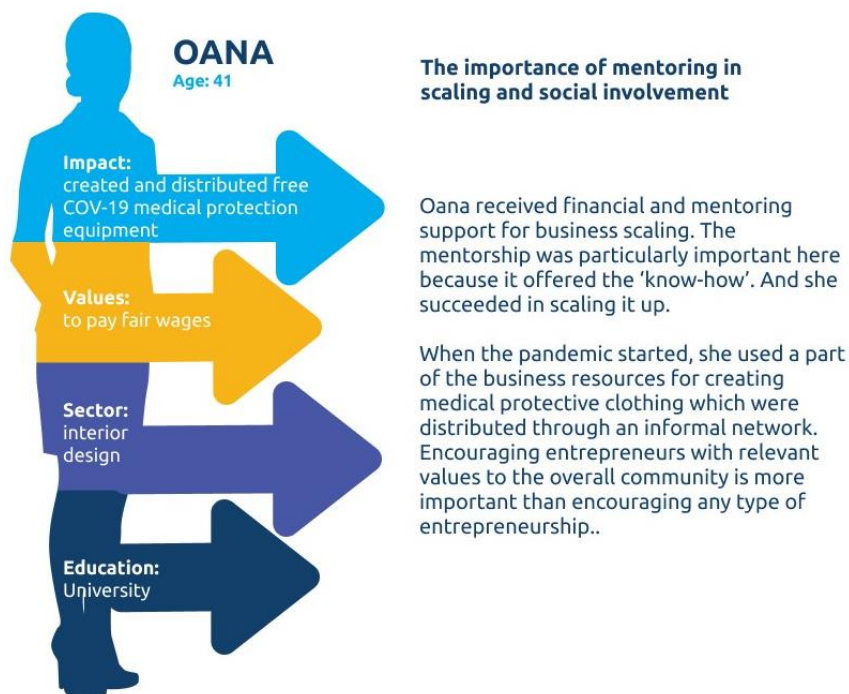 OANA
Age: 41
Impact:
created and distributed free
COV-19 medical protection
equipment
Values:
to pay fair wages
Sector:
interior
design
Education:
University
The importance of mentoring in
scaling and social involvement
Oana received financial and mentoring
support for business scaling. The
mentorship was particularly important here
because it offered the ‘know-how’. And she
succeeded in scaling it up.
When the pandemic started, she used a part
of the business resources for creating
medical protective clothing which were
distributed through an informal network.
Encouraging entrepreneurs with relevant
values to the overall community is more
important than encouraging any type of
entrepreneurship..